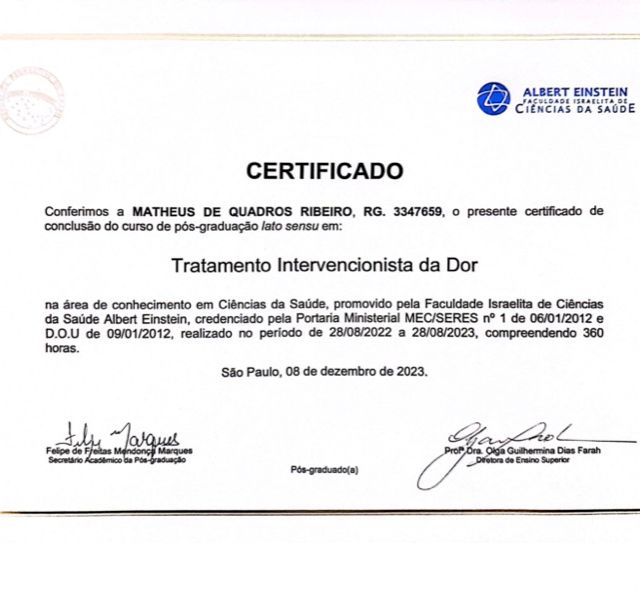 ALBERT EINSTEIN
FACULDADE ISRAELITA DE
CIÊNCIAS DA SAÚDE
CERTIFICADO
Conferimos a MATHEUS DE QUADROS RIBEIRO, RG. 3347659, o presente certificado de
conclusão do curso de pós-graduação lato sensu em:
Tratamento Intervencionista da Dor
na área de conhecimento em Ciências da Saúde, promovido pela Faculdade Israelita de Ciências
da Saúde Albert Einstein, credenciado pela Portaria Ministerial MEC/SERES nº 1 de 06/01/2012 e
D.O.U de 09/01/2012, realizado no período de 28/08/2022 a 28/08/2023, compreendendo 360
horas.
São Paulo, 08 de dezembro de 2023.
Felipe Marques
Felipe de Freitas Mendonça Marques
Secretário Acadêmico da Pós-graduação
Profª Dra. Olga Guilhermina Dias Farah
Diretora de Ensino Superior
Pós-graduado(a)